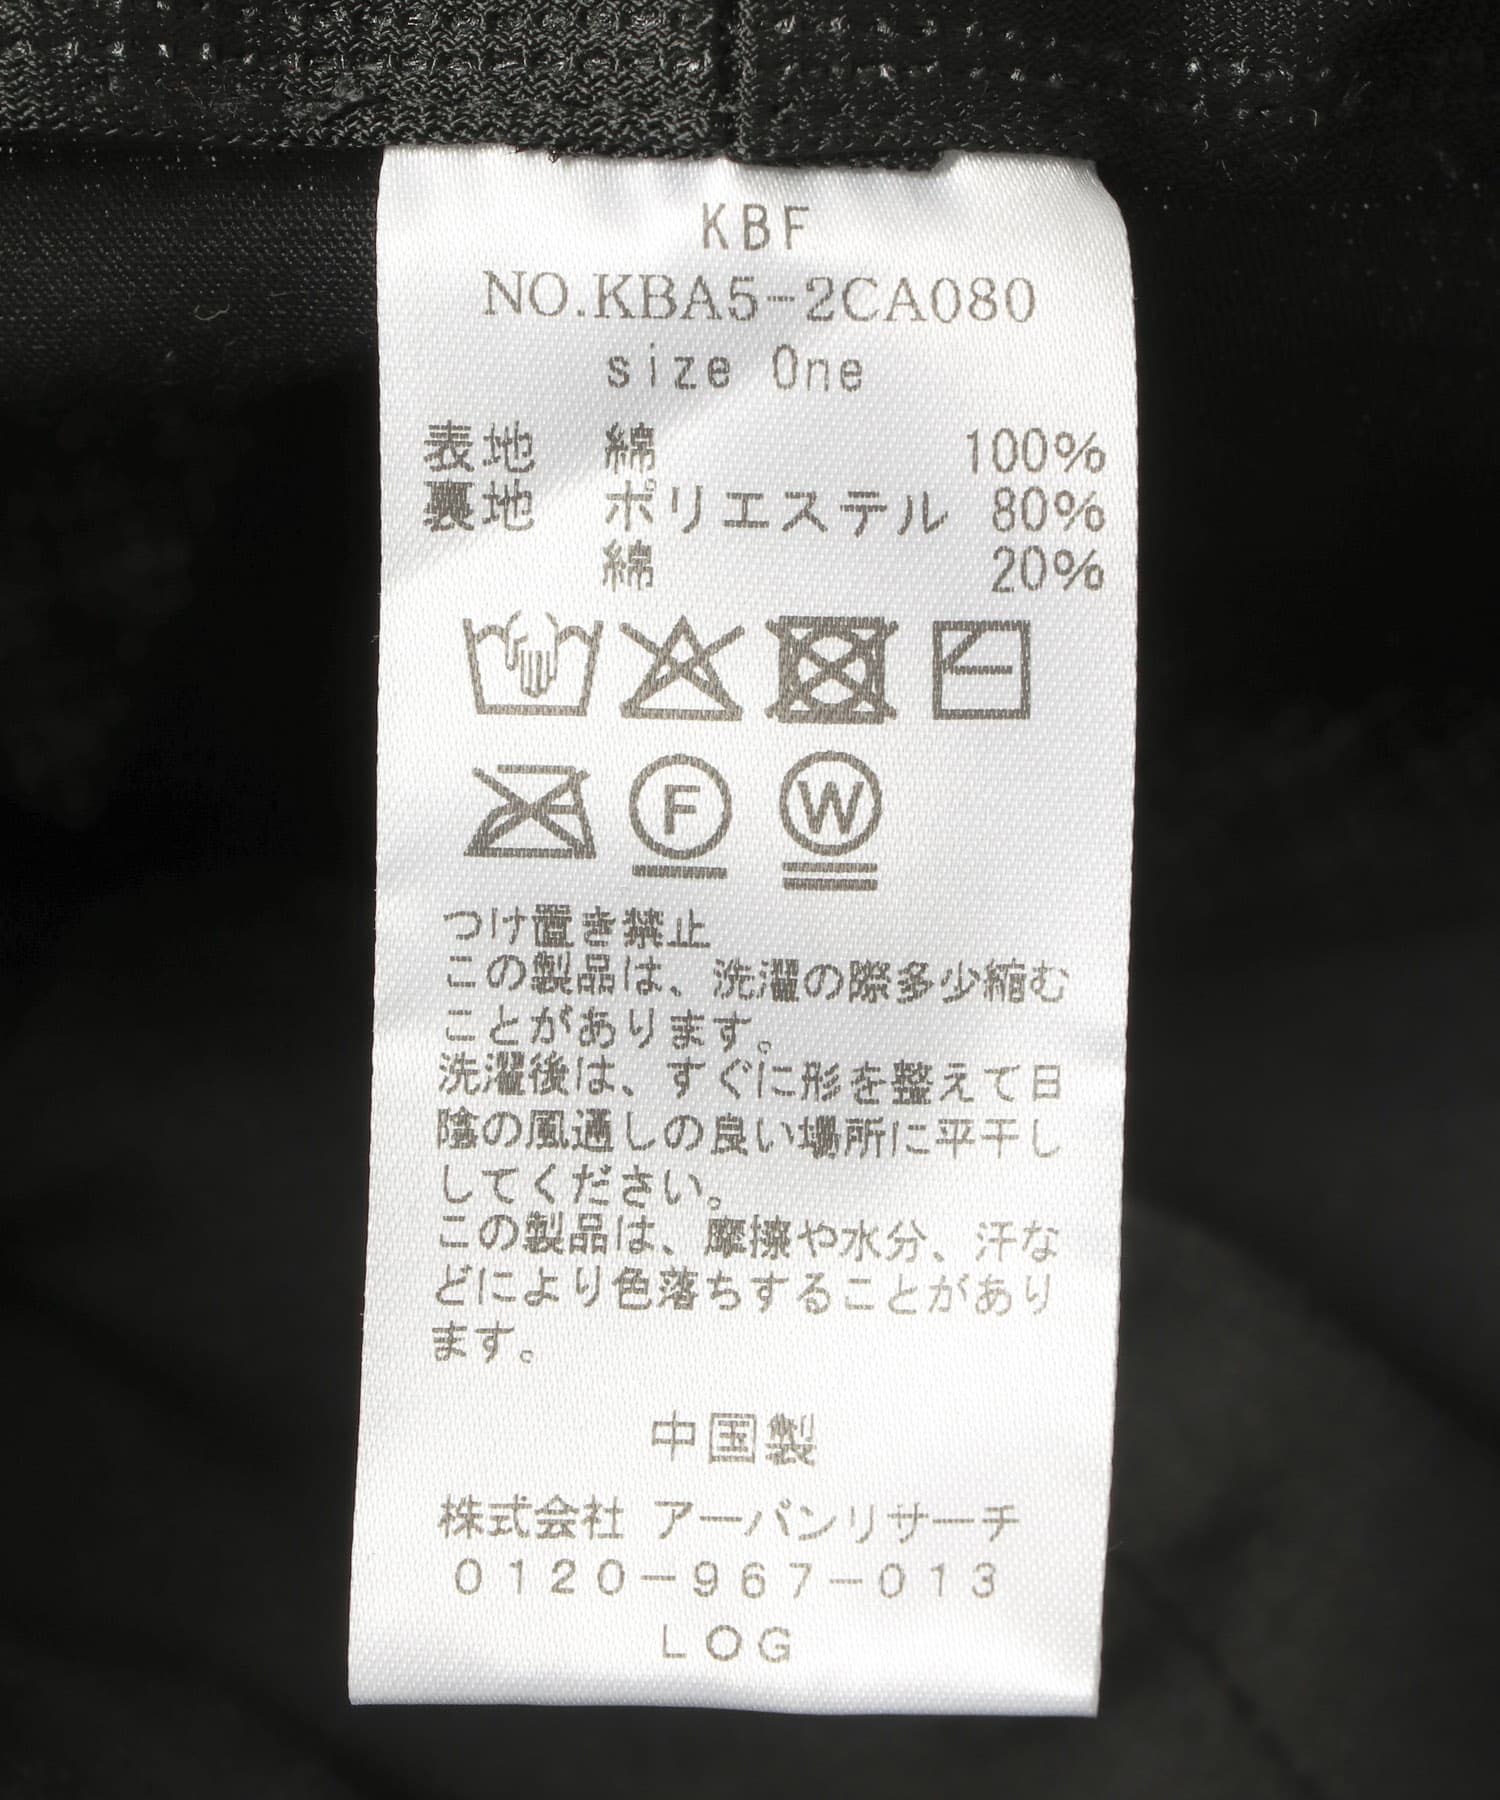 KBF
NO.KBA5-2CA080
size One
表地 綿 100%
裏地 ポリエステル 80%
綿 20%
F W
つけ置き禁止
この製品は、洗濯の際多少縮む
ことがあります。
洗濯後は、すぐに形を整えて日
陰の風通しの良い場所に平干し
してください。
この製品は、摩擦や水分、汗な
どにより色落ちすることがあり
ます。
中国製
株式会社 アーバンリサーチ
0120-967-013
LOG